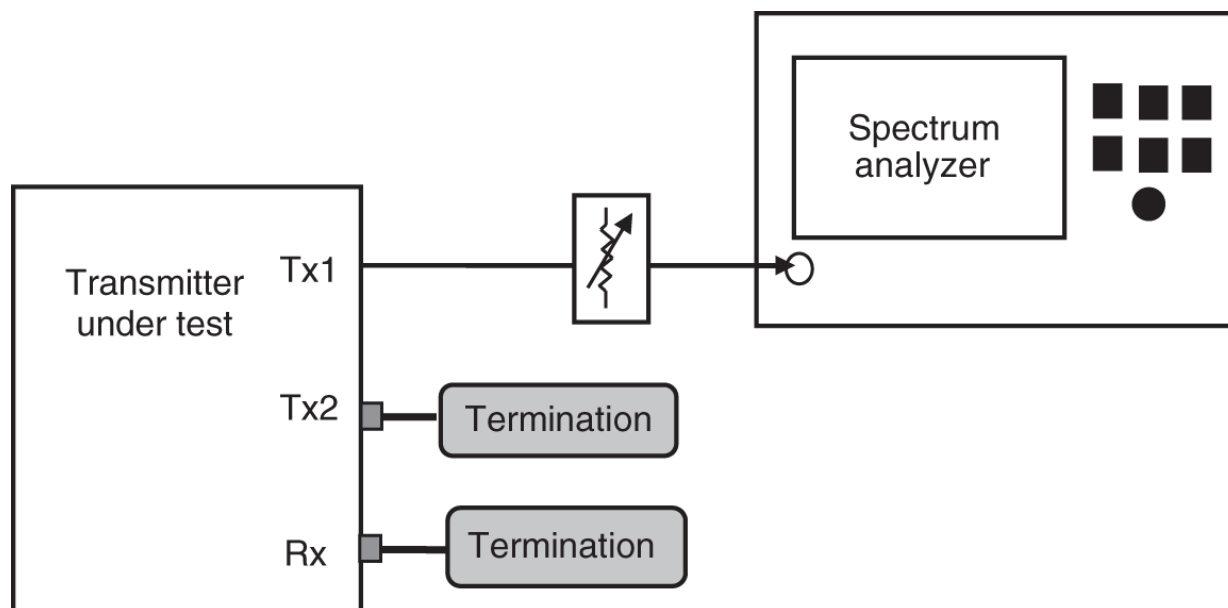 Spectrum
analyzer
Transmitter
under test
Tx1
Tx2
Termination
Rx
Termination